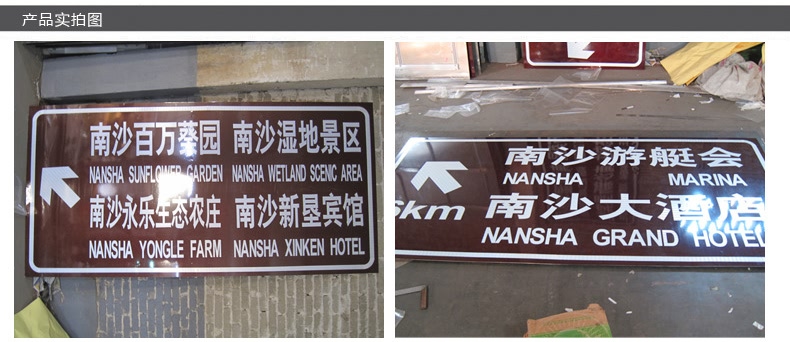 产品实拍图
南沙百万葵园 南沙湿地景区
NANSHA SUNFLOWER GARDEN NANSHA WETLAND SCENIC AREA
南沙永乐生态农庄 南沙新垦宾馆
NANSHA YONGLE FARM NANSHA XINKEN HOTEL
南沙游艇会
NANSHA MARINA
km 南沙大酒店
NANSHA GRAND HOTEL